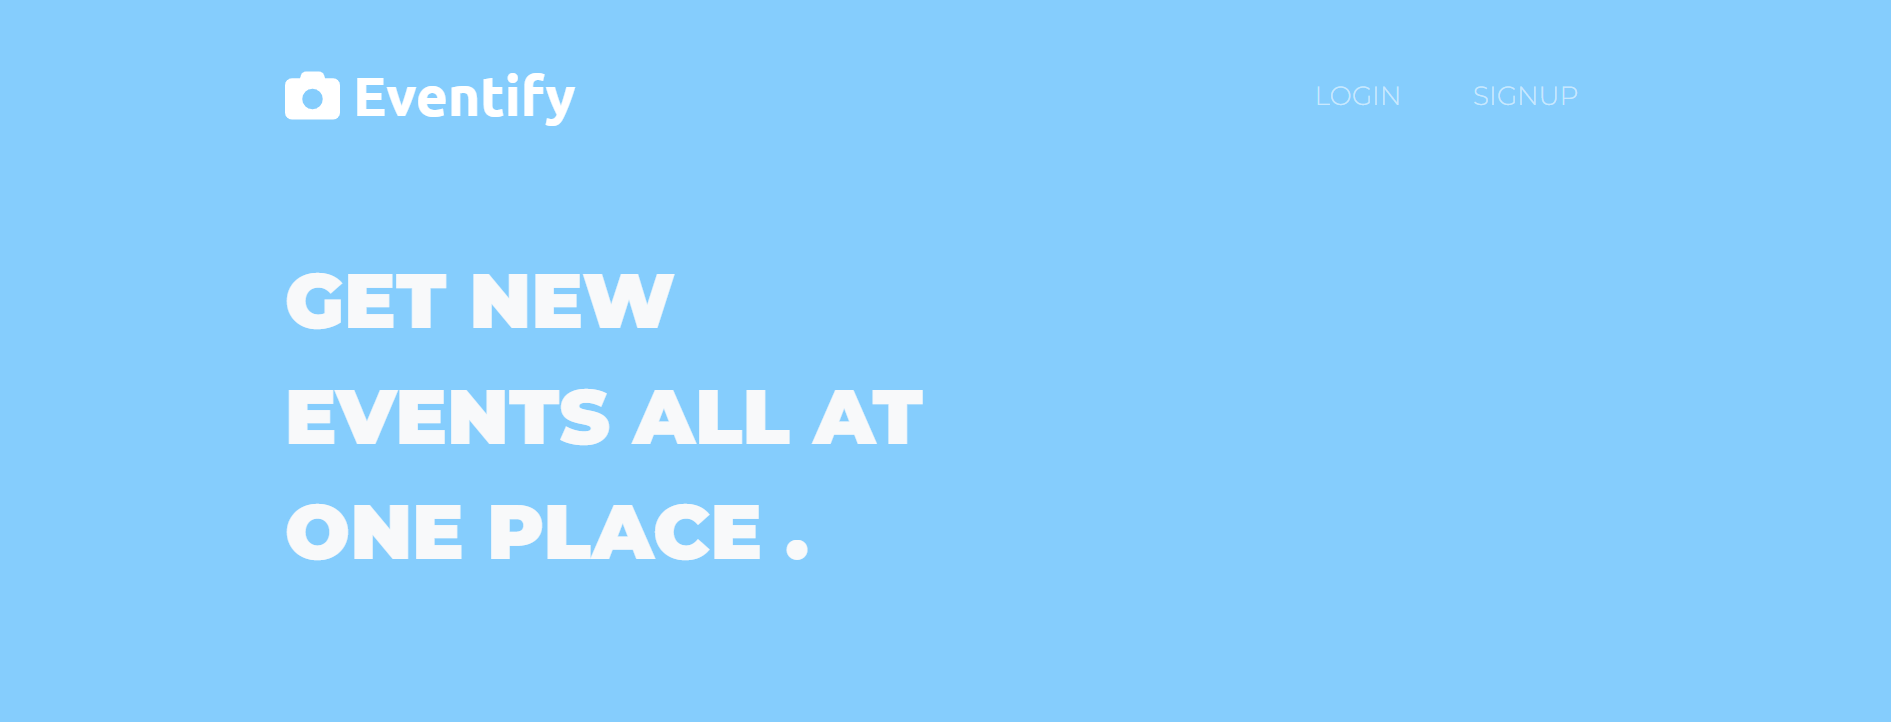 Eventify
LOGIN SIGNUP
GET NEW
EVENTS ALL AT
ONE PLACE .